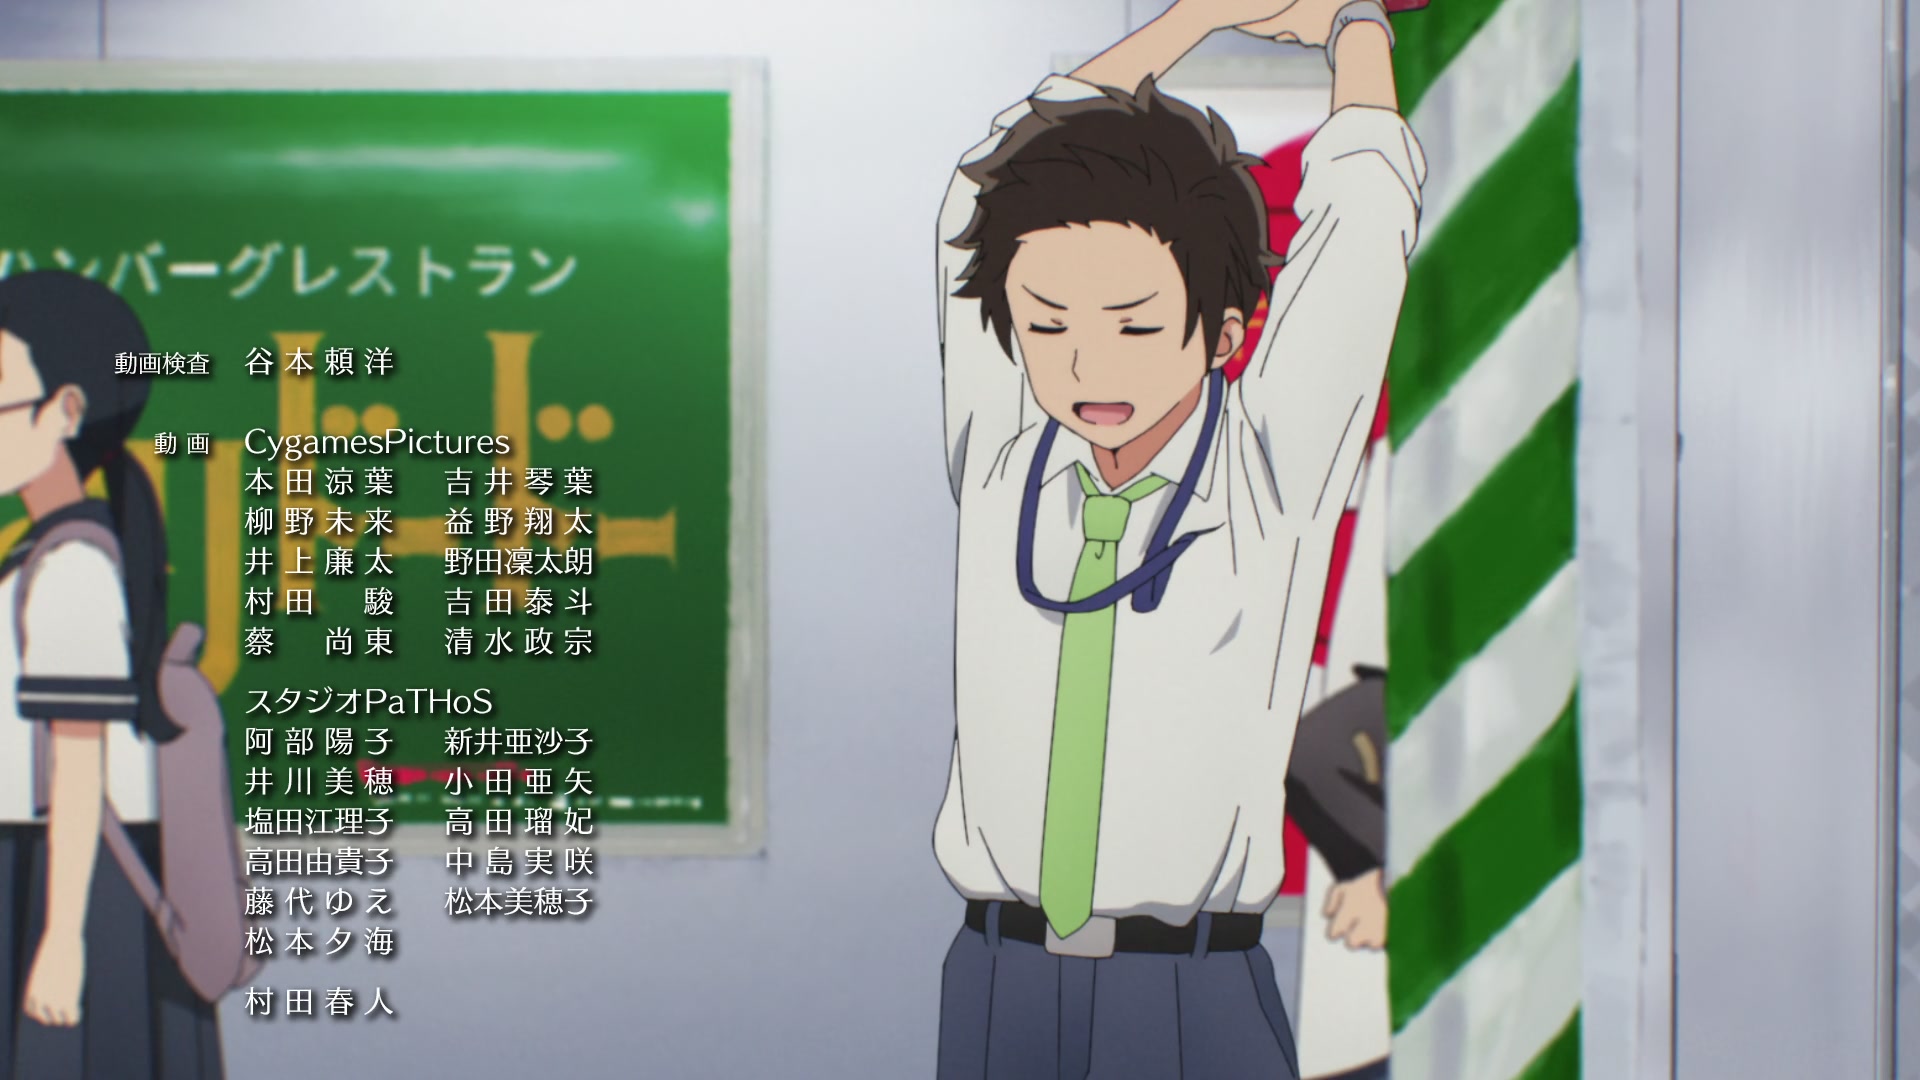 ハンバーグレストラン
動画検査 谷本頼洋
動画 CygamesPictures
本田涼葉 吉井琴葉
柳野未来 益野翔太
井上廉太 野田凜太朗
村田 駿 吉田泰斗
蔡 尚東 清水政宗
スタジオPaTHoS
阿部陽子 新井亜沙子
井川美穂 小田亜矢
塩田江理子 高田瑠妃
高田由貴子 中島実咲
藤代ゆえ 松本美穂子
松本夕海
村田春人